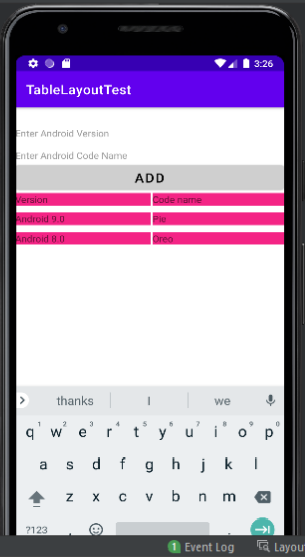 3:26
TableLayoutTest
Enter Android Version
Enter Android Code Name
ADD
Version Code name
Android 9.0 Pie
Android 8.0 Oreo
thanks I we
q1 w2 e3 r4 t5 y6 u7 i8 o9 p0
a s d f g h j k l
z x c v b n m
?123 , .
1 Event Log Layou